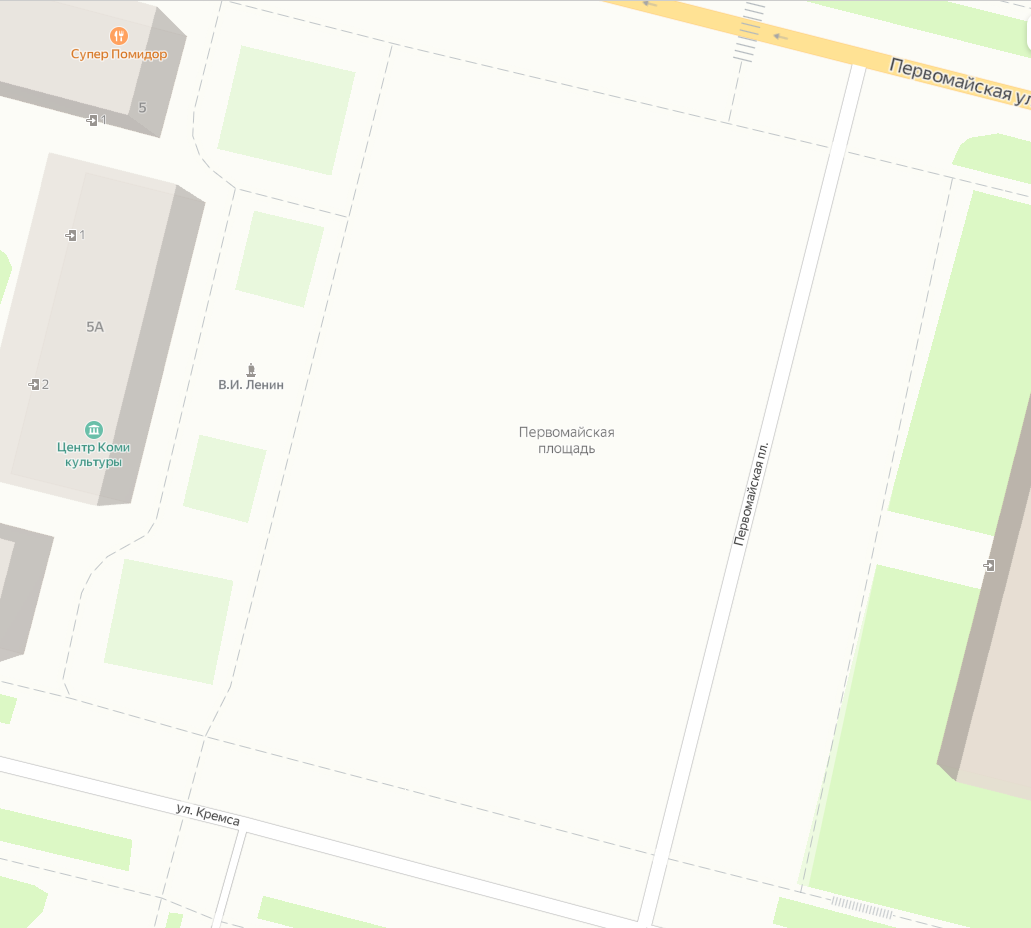 Супер Помидор
5
1
Первомайская ул
1
5А
2
В.И. Ленин
Центр Коми
культуры
Первомайская
площадь
Первомайская пл.
ул. Кремса